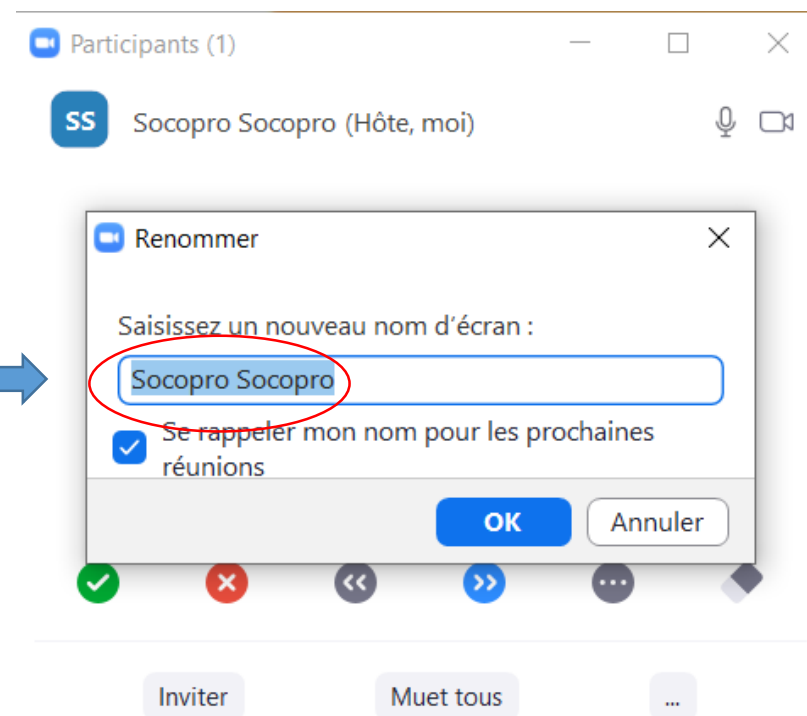 Participants (1)
SS
Socopro Socopro (Hôte, moi)
Renommer
Saisissez un nouveau nom d'écran :
Socopro Socopro
Se rappeler mon nom pour les prochaines
réunions
OK
Annuler
Inviter
Muet tous
...